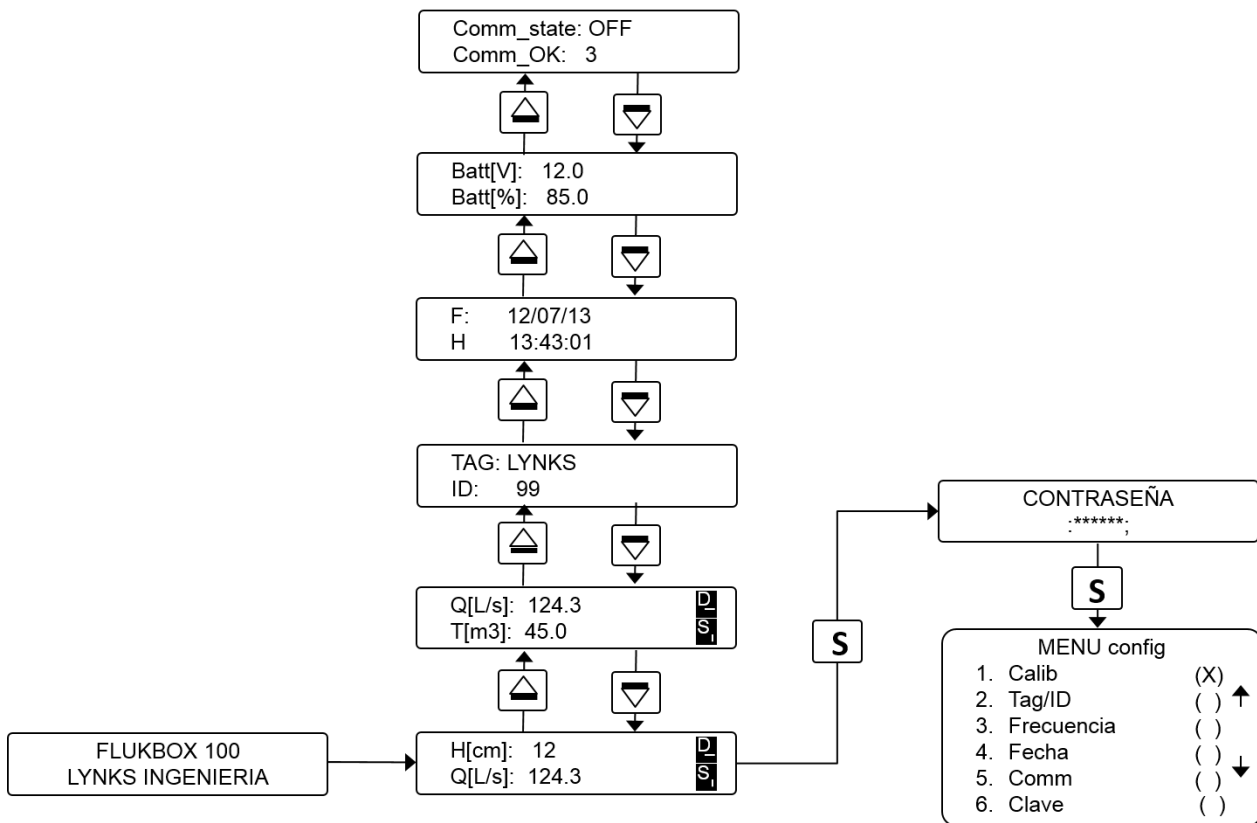 Comm_state: OFF
Comm_OK: 3
Batt[V]: 12.0
Batt[%]: 85.0
F: 12/07/13
H 13:43:01
TAG: LYNKS
ID: 99
Q[L/s]: 124.3 D_
T[m3]: 45.0 S,
H[cm]: 12 D_
Q[L/s]: 124.3 S,
FLUKBOX 100
LYNKS INGENIERIA
S
CONTRASEÑA
:******;
S
MENU config
1. Calib (X)
2. Tag/ID ( )
3. Frecuencia ( )
4. Fecha ( )
5. Comm ( )
6. Clave ( )